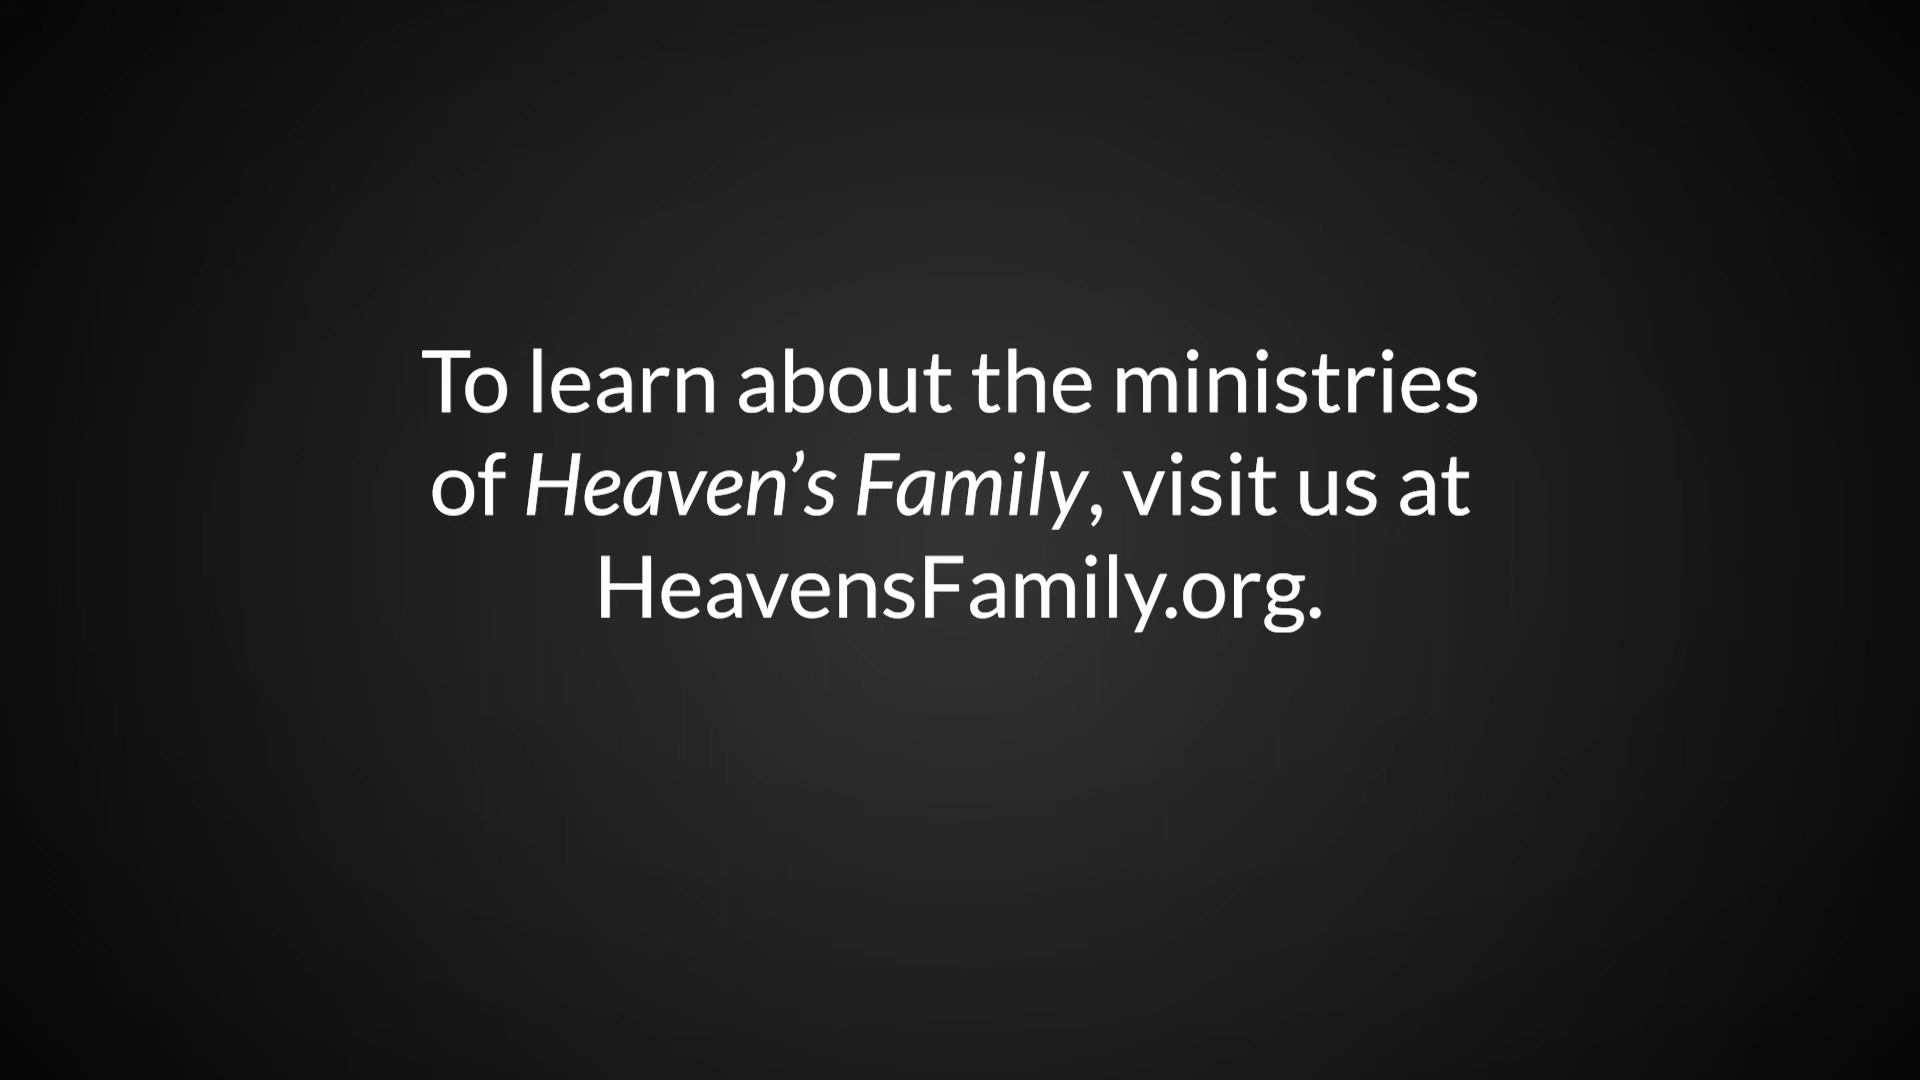 To learn about the ministries
of Heaven’s Family, visit us at
HeavensFamily.org.